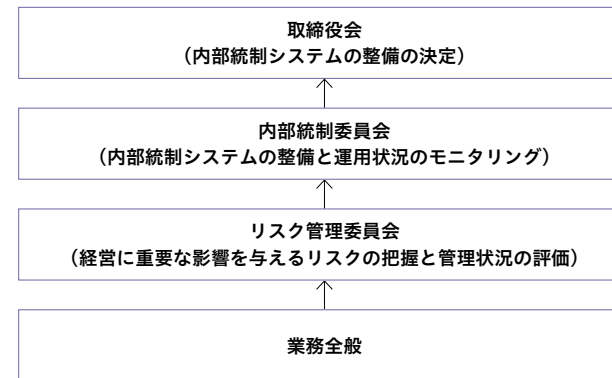 取締役会
（内部統制システムの整備の決定）
内部統制委員会
（内部統制システムの整備と運用状況のモニタリング）
リスク管理委員会
（経営に重要な影響を与えるリスクの把握と管理状況の評価）
業務全般